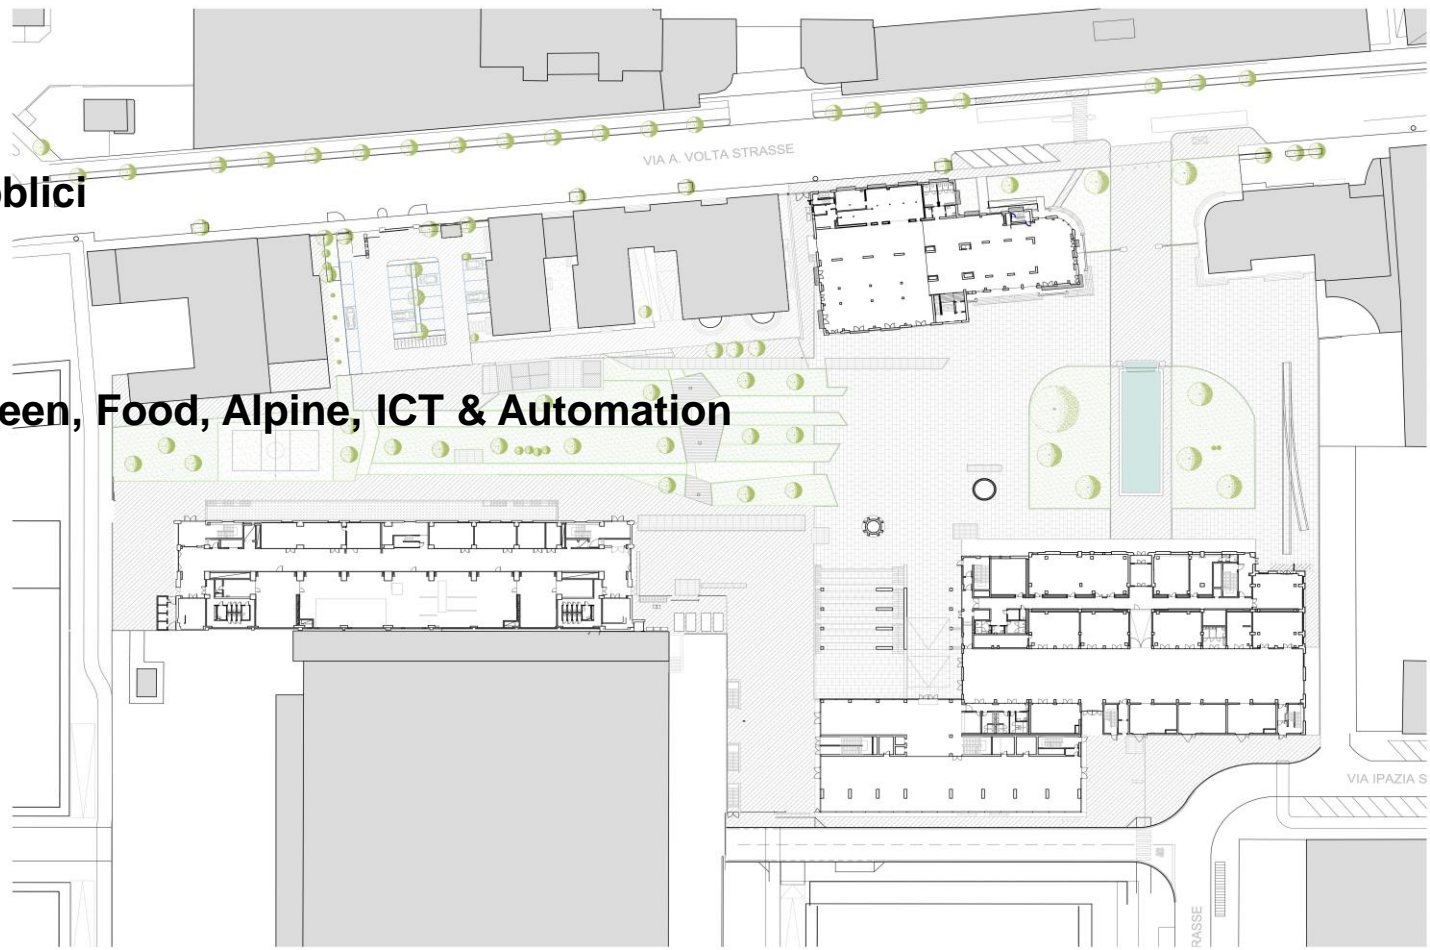 VIA A. VOLTA STRASSE
blici
een, Food, Alpine, ICT & Automation
VIA IPAZIA S
RASSE